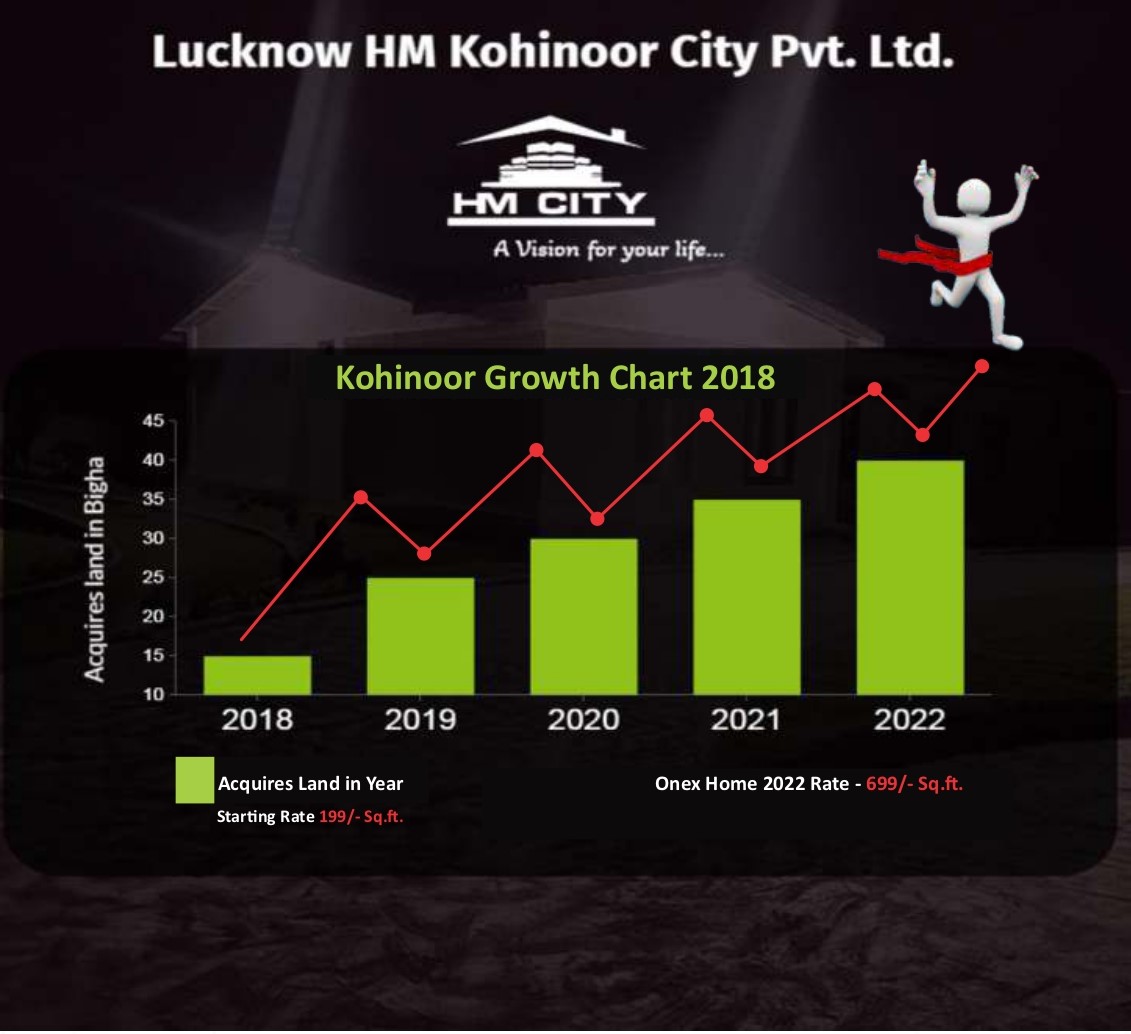 Lucknow HM Kohinoor City Pvt. Ltd.
HM CITY
A Vision for your life...
Kohinoor Growth Chart 2018
Acquires land in Bigha
45
40
35
30
25
20
15
10
2018 2019 2020 2021 2022
Acquires Land in Year
Starting Rate 199/- Sq.ft.
Onex Home 2022 Rate - 699/- Sq.ft.